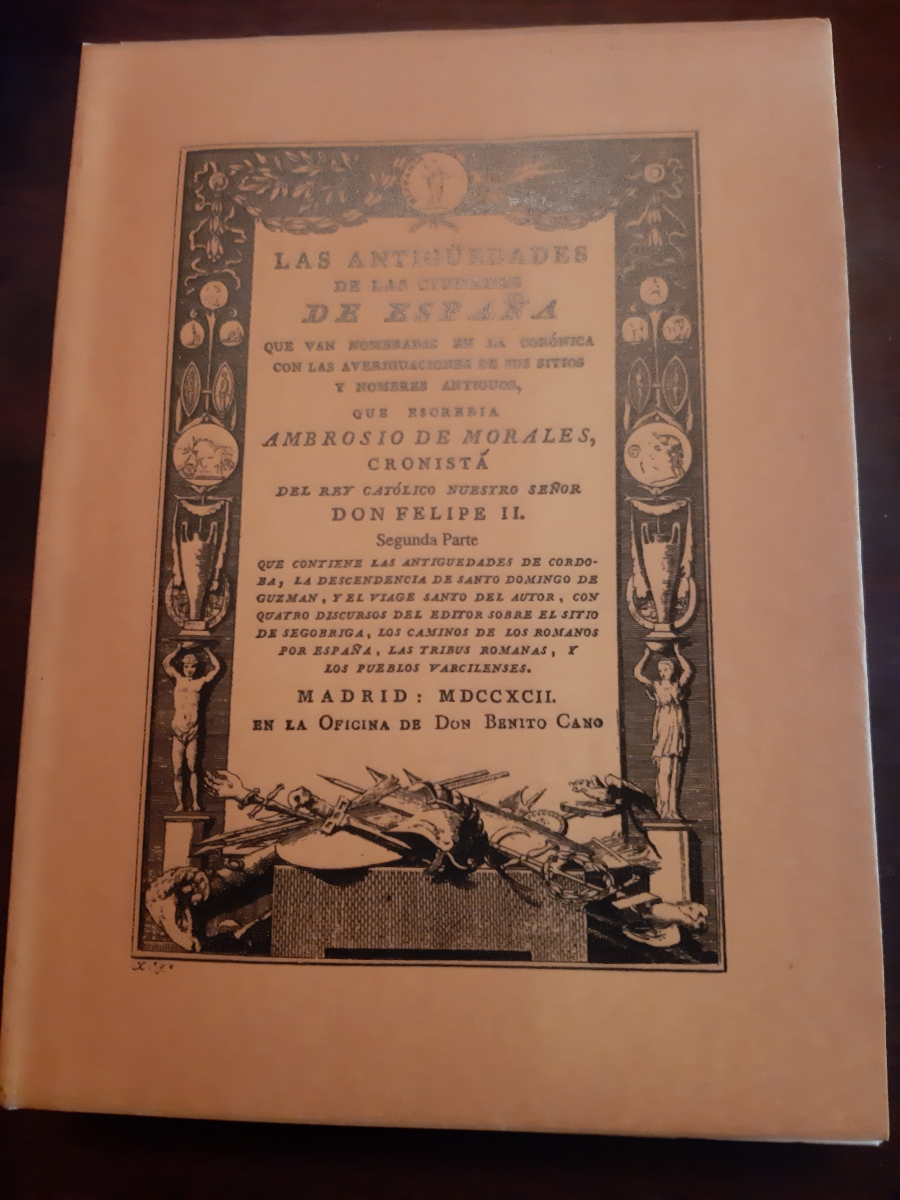 LAS ANTIGÜEDADES
DE LAS CIUDADES
DE ESPAÑA
QUE VAN NOMBRADAS EN LA CORÓNICA
CON LAS AVERIGUACIONES DE SUS SITIOS
Y NOMBRES ANTIGUOS,
QUE ESCREBIA
AMBROSIO DE MORALES,
CRONISTÁ
DEL REY CATÓLICO NUESTRO SEÑOR
DON FELIPE II.
Segunda Parte
QUE CONTIENE LAS ANTIGUEDADES DE CORDO-
BA, LA DESCENDENCIA DE SANTO DOMINGO DE
GUZMAN, Y EL VIAGE SANTO DEL AUTOR, CON
QUATRO DISCURSOS DEL EDITOR SOBRE EL SITIO
DE SEGOBRIGA, LOS CAMINOS DE LOS ROMANOS
POR ESPAÑA, LAS TRIBUS ROMANAS, Y
LOS PUEBLOS VARCILENSES.
MADRID: MDCCXCII.
EN LA OFICINA DE DON BENITO CANO